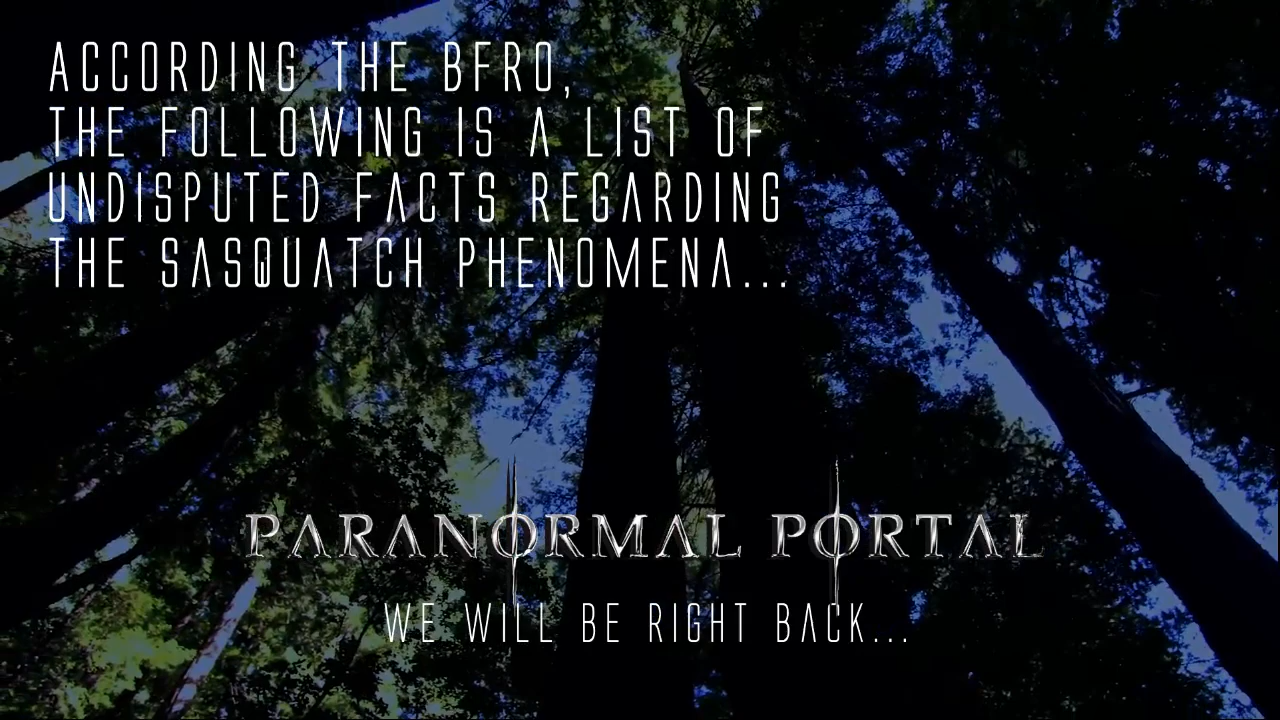 ACCORDING THE BFRO,
THE FOLLOWING IS A LIST OF
UNDISPUTED FACTS REGARDING
THE SASQUATCH PHENOMENA...
PARANORMAL PORTAL
WE WILL BE RIGHT BACK...